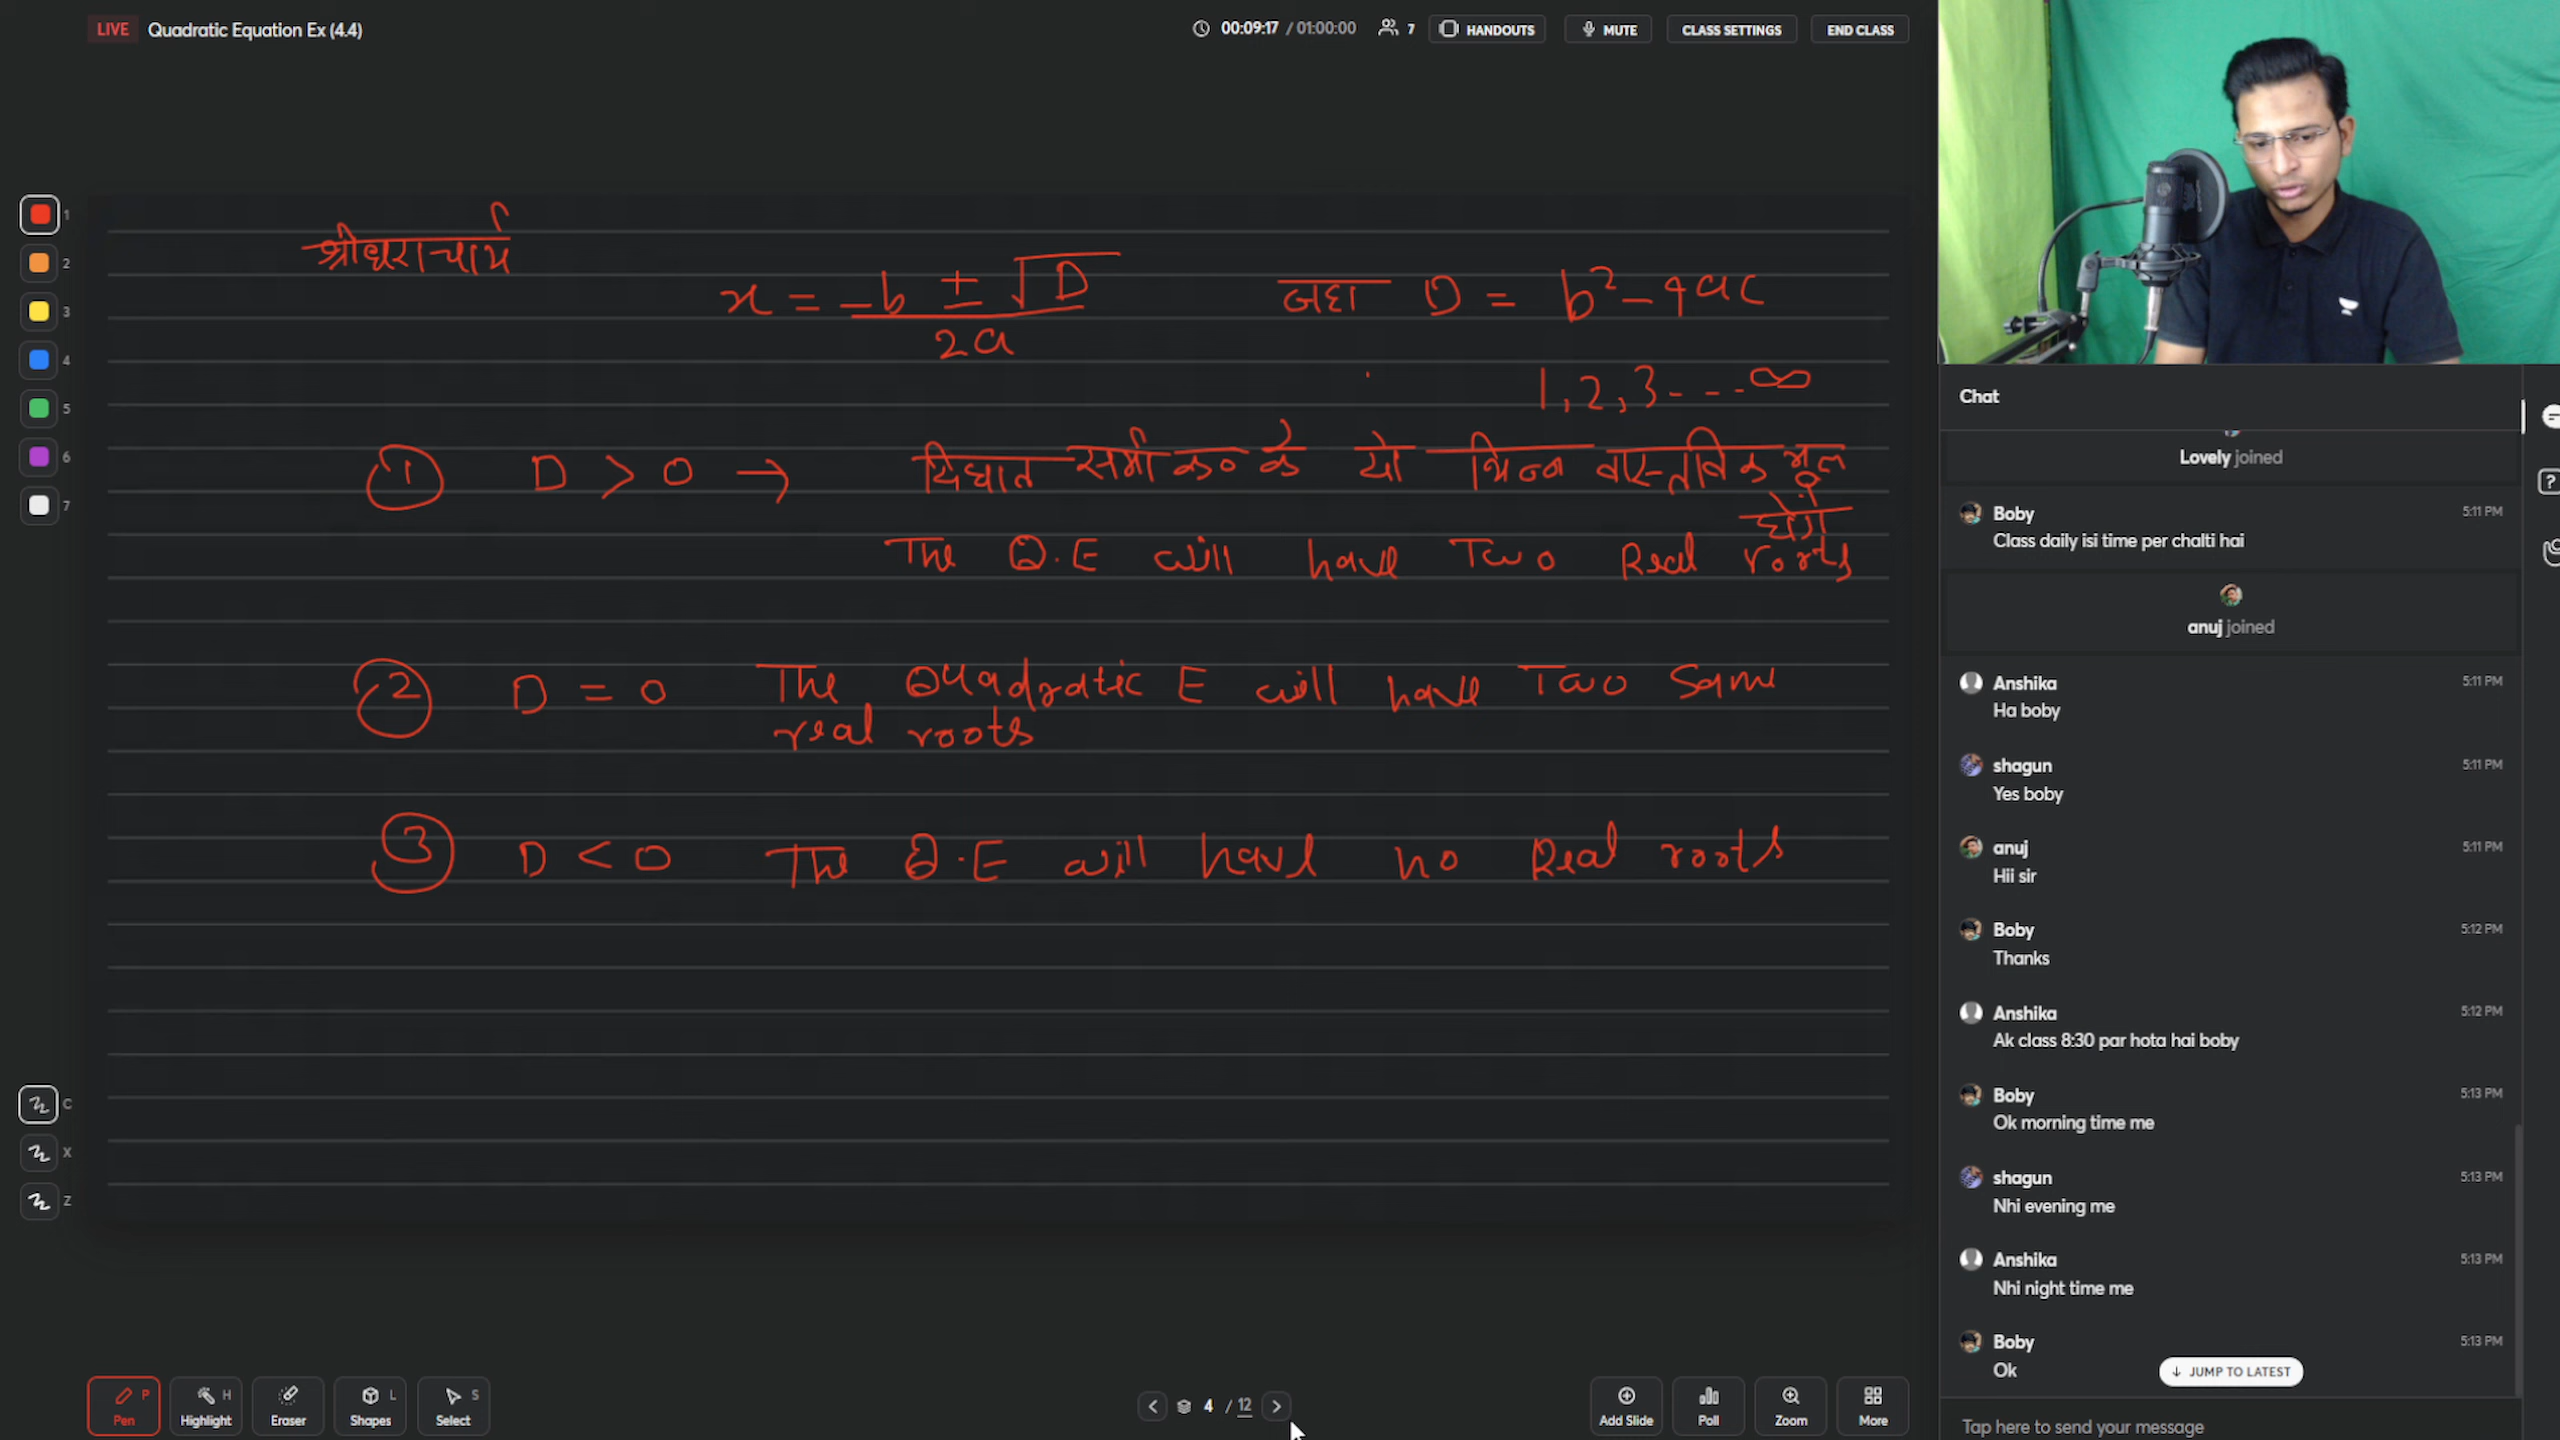 LIVE Quadratic Equation Ex (4.4)
00:09:17 / 01:00:00 7 HANDOUTS MUTE CLASS SETTINGS END CLASS
श्रीधराचार्य
x = -b ± √D / 2a जहा D = b² - 4ac
1, 2, 3 - - - ∞
① D > 0 → समी क० के दो भिन्न वास्तविक मूल
होंगे
The Q.E will have Two Real roots
② D = 0 The Quadratic E will have Two Same
real roots
③ D < 0 The Q.E will have no Real roots
1
2
3
4
5
6
7
C
X
Z
Pen P
Highlight H
Eraser
Shapes L
Select S
4 / 12
Add Slide
Poll
Zoom
More
Chat
Lovely joined
Boby 5:11 PM
Class daily isi time per chalti hai
anuj joined
Anshika 5:11 PM
Ha boby
shagun 5:11 PM
Yes boby
anuj 5:11 PM
Hii sir
Boby 5:12 PM
Thanks
Anshika 5:12 PM
Ak class 8:30 par hota hai boby
Boby 5:13 PM
Ok morning time me
shagun 5:13 PM
Nhi evening me
Anshika 5:13 PM
Nhi night time me
Boby 5:13 PM
Ok
JUMP TO LATEST
Tap here to send your message